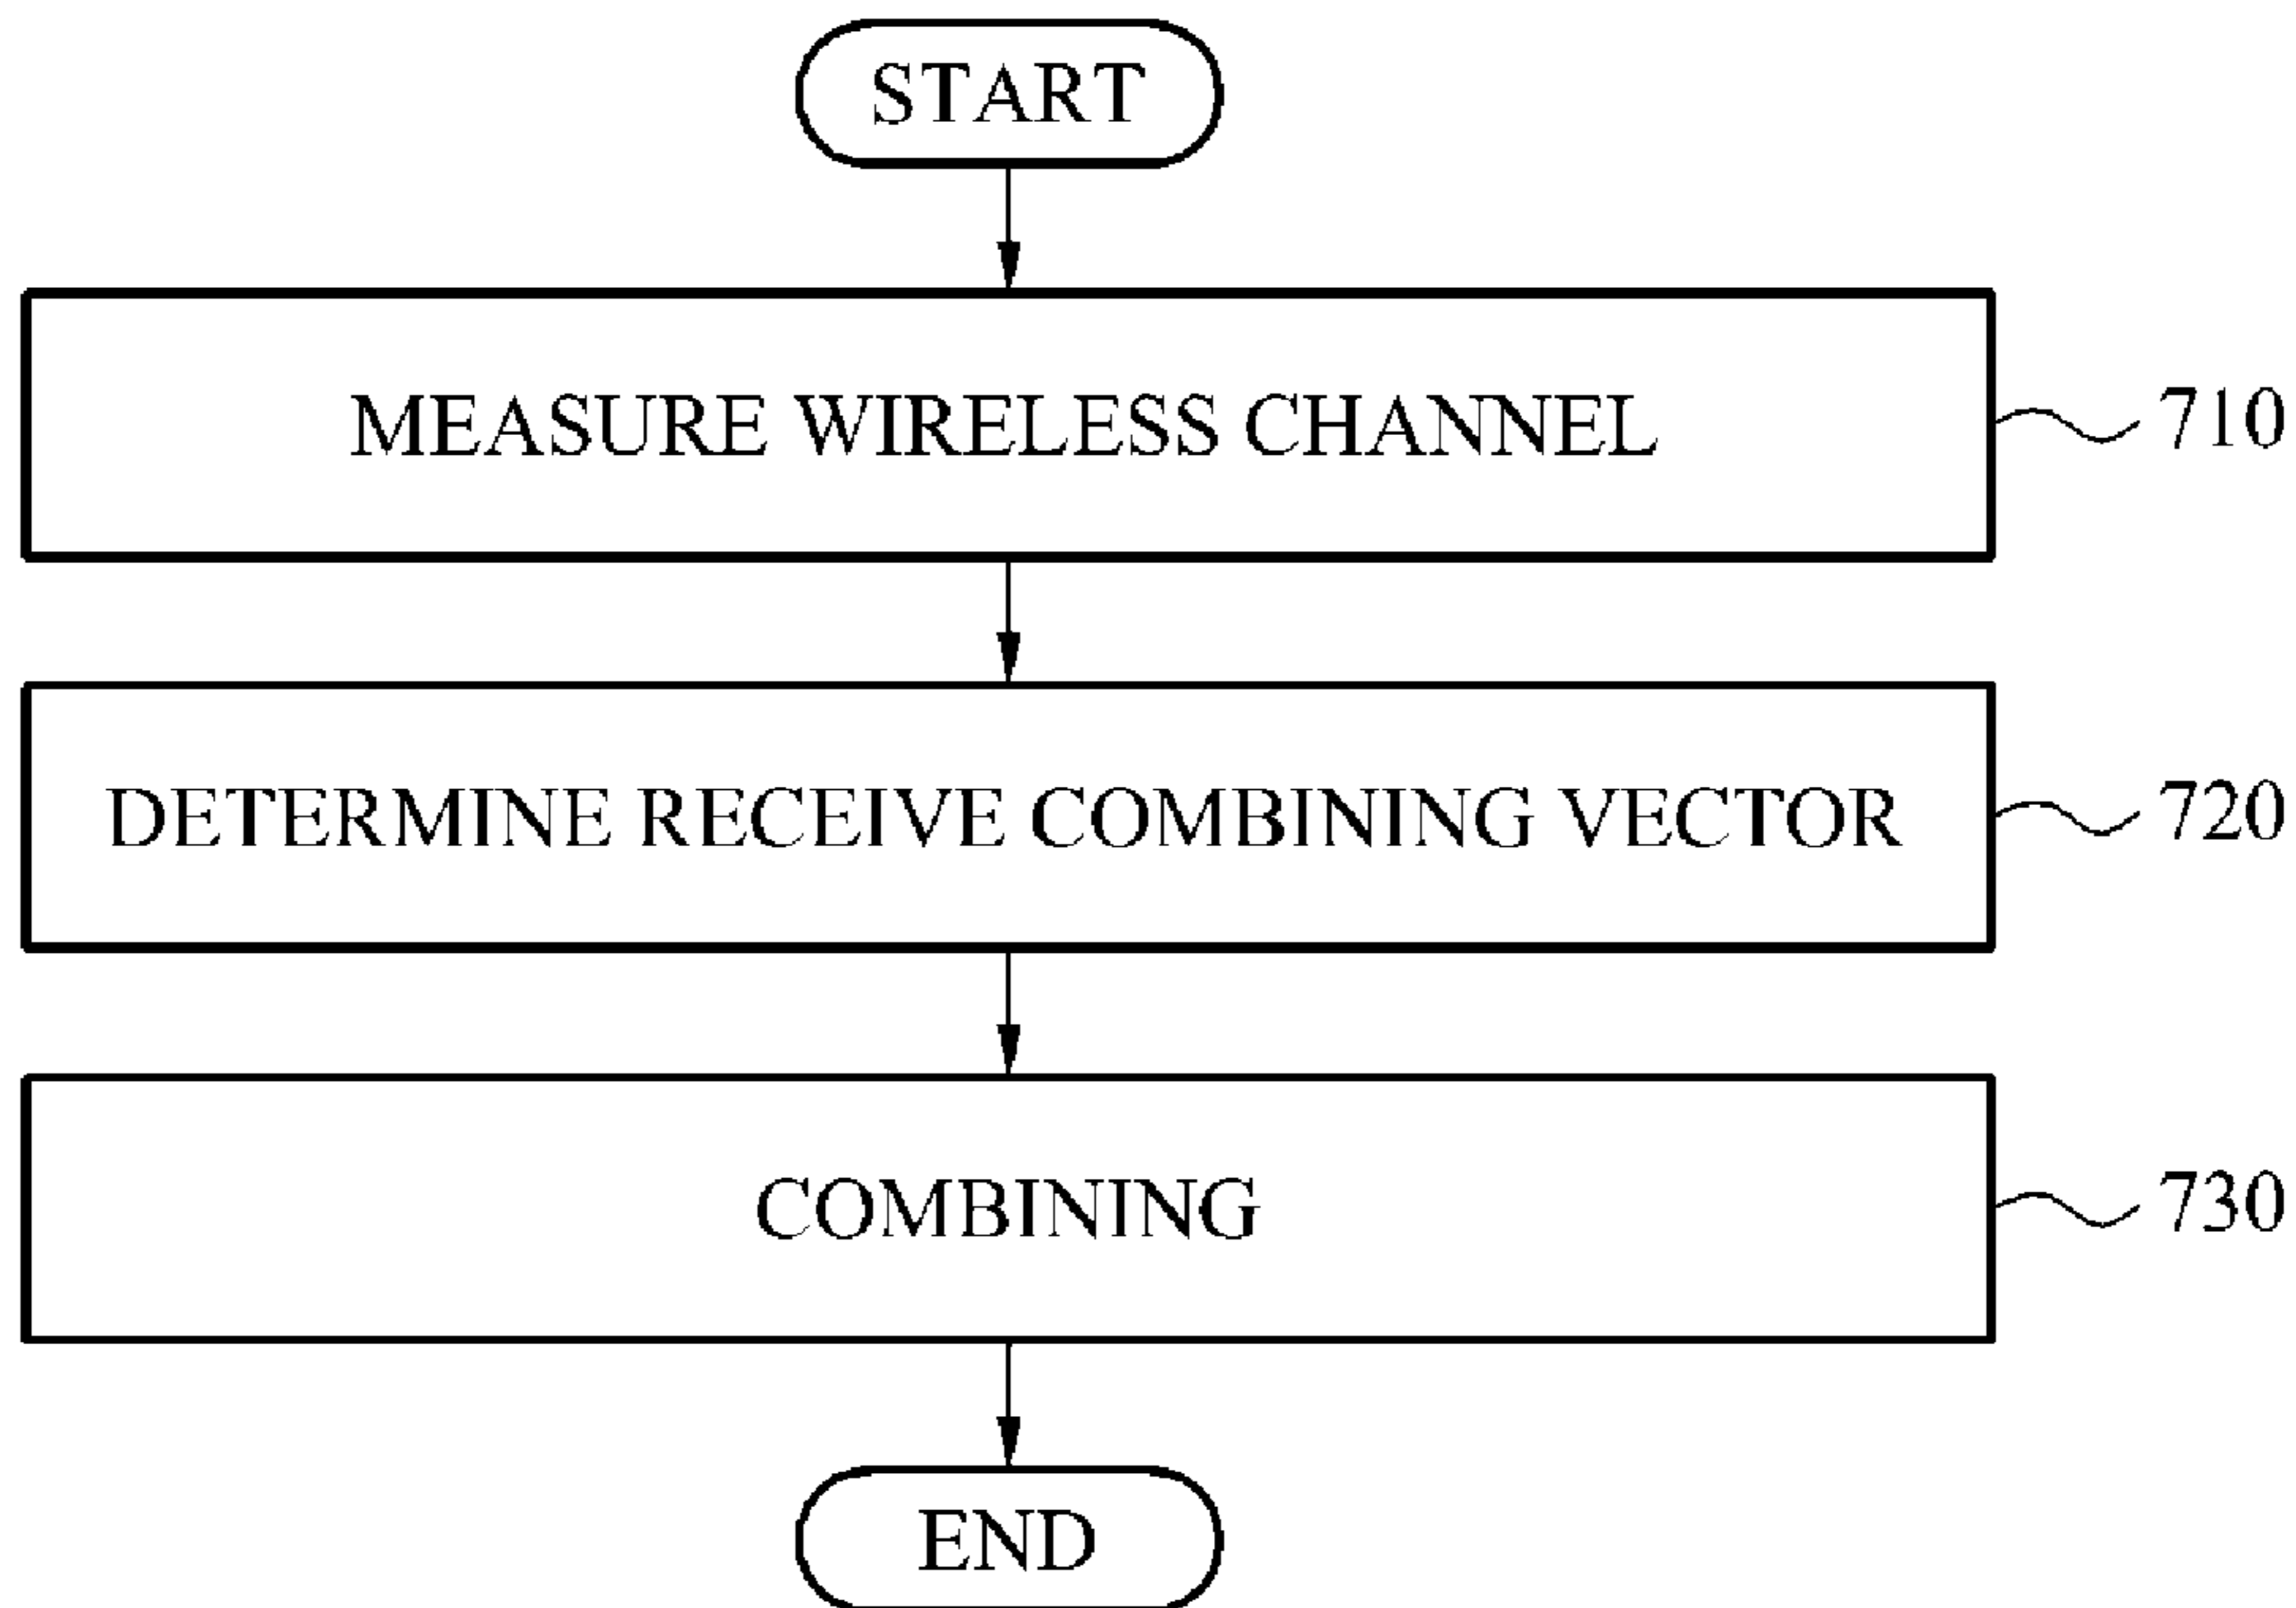 START
MEASURE WIRELESS CHANNEL
710
DETERMINE RECEIVE COMBINING VECTOR
720
COMBINING
730
END